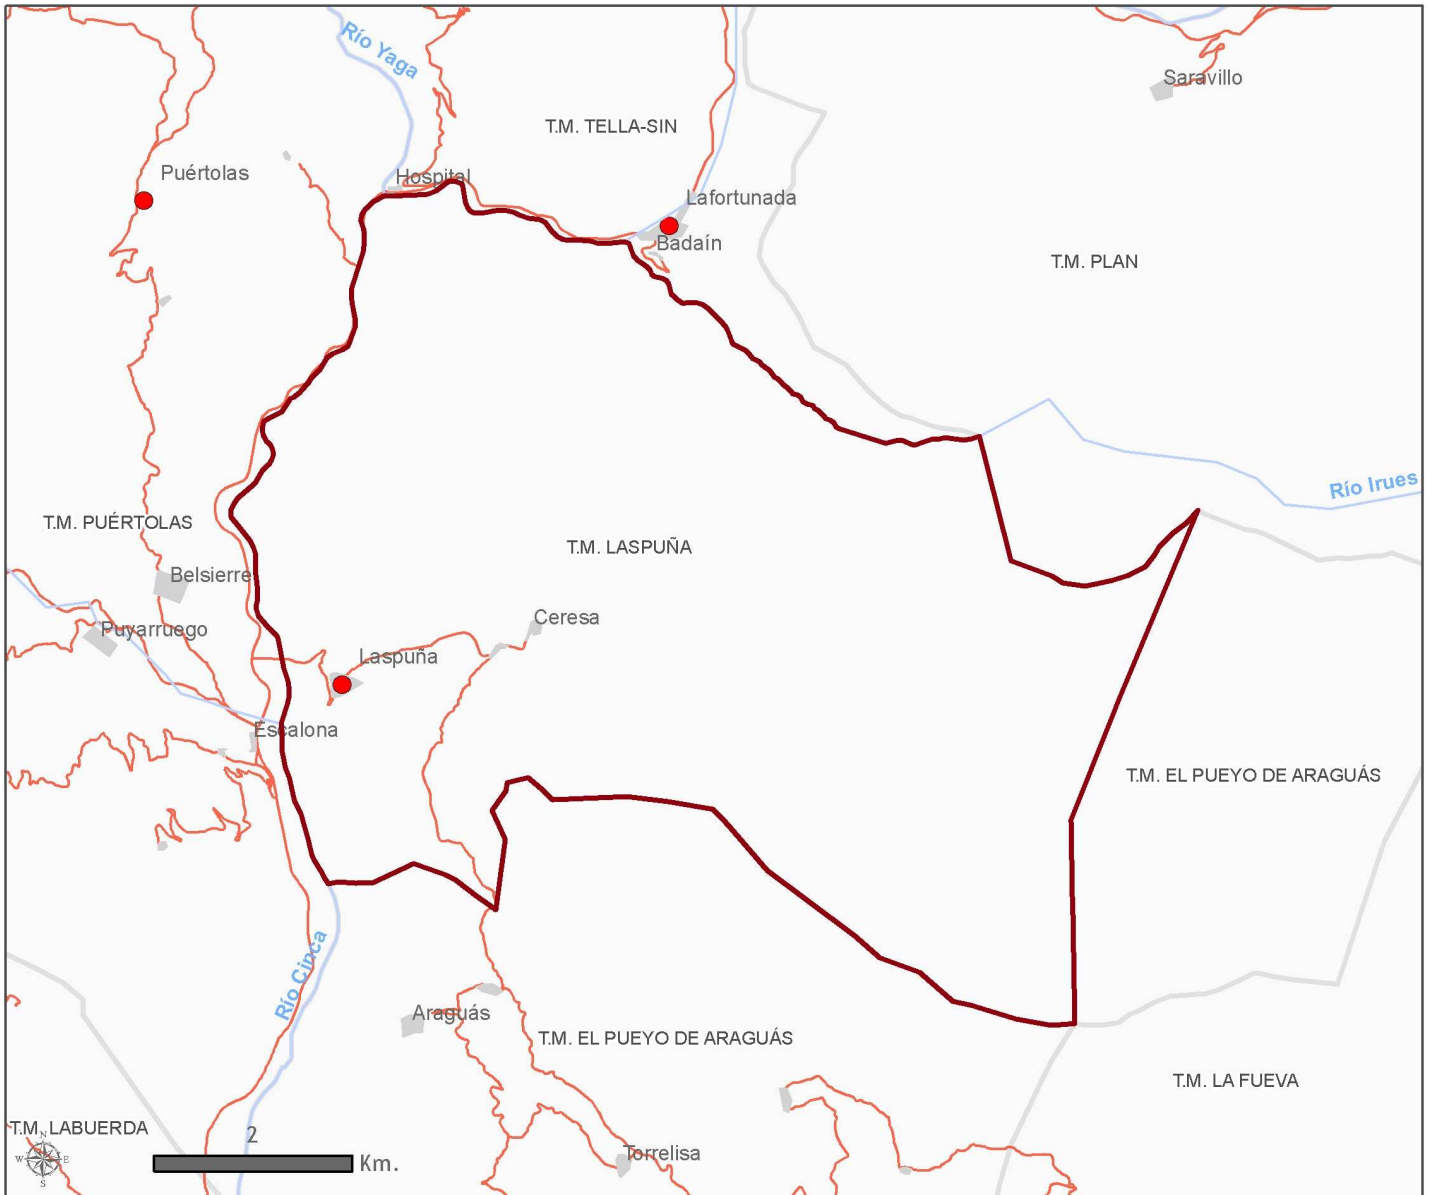 Río Yaga
Saravillo
T.M. TELLA-SIN
Puértolas
Hospital
Lafortunada
Badaín
T.M. PLAN
Río Irues
T.M. PUÉRTOLAS
T.M. LASPUÑA
Belsierre
Ceresa
Puyarruego
Laspuña
Escalona
T.M. EL PUEYO DE ARAGUÁS
Río Cinca
Araguás
T.M. EL PUEYO DE ARAGUÁS
T.M. LA FUEVA
T.M. LABUERDA
N
W E
S
2
Km.
Torrelisa